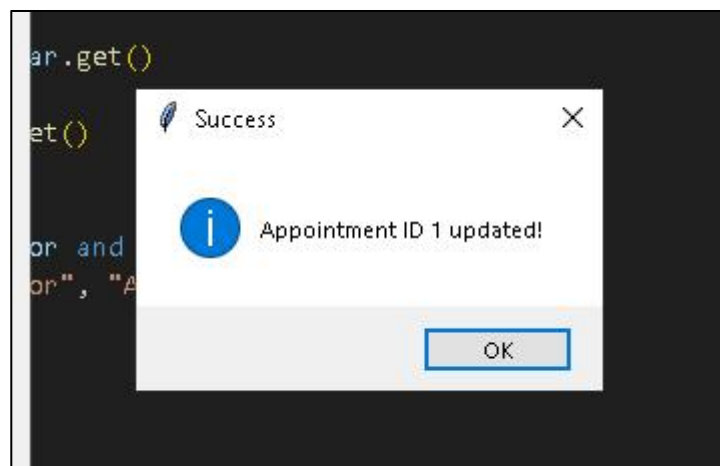 ar.get()
Success
et()
Appointment ID 1 updated!
or and
or", "A
OK